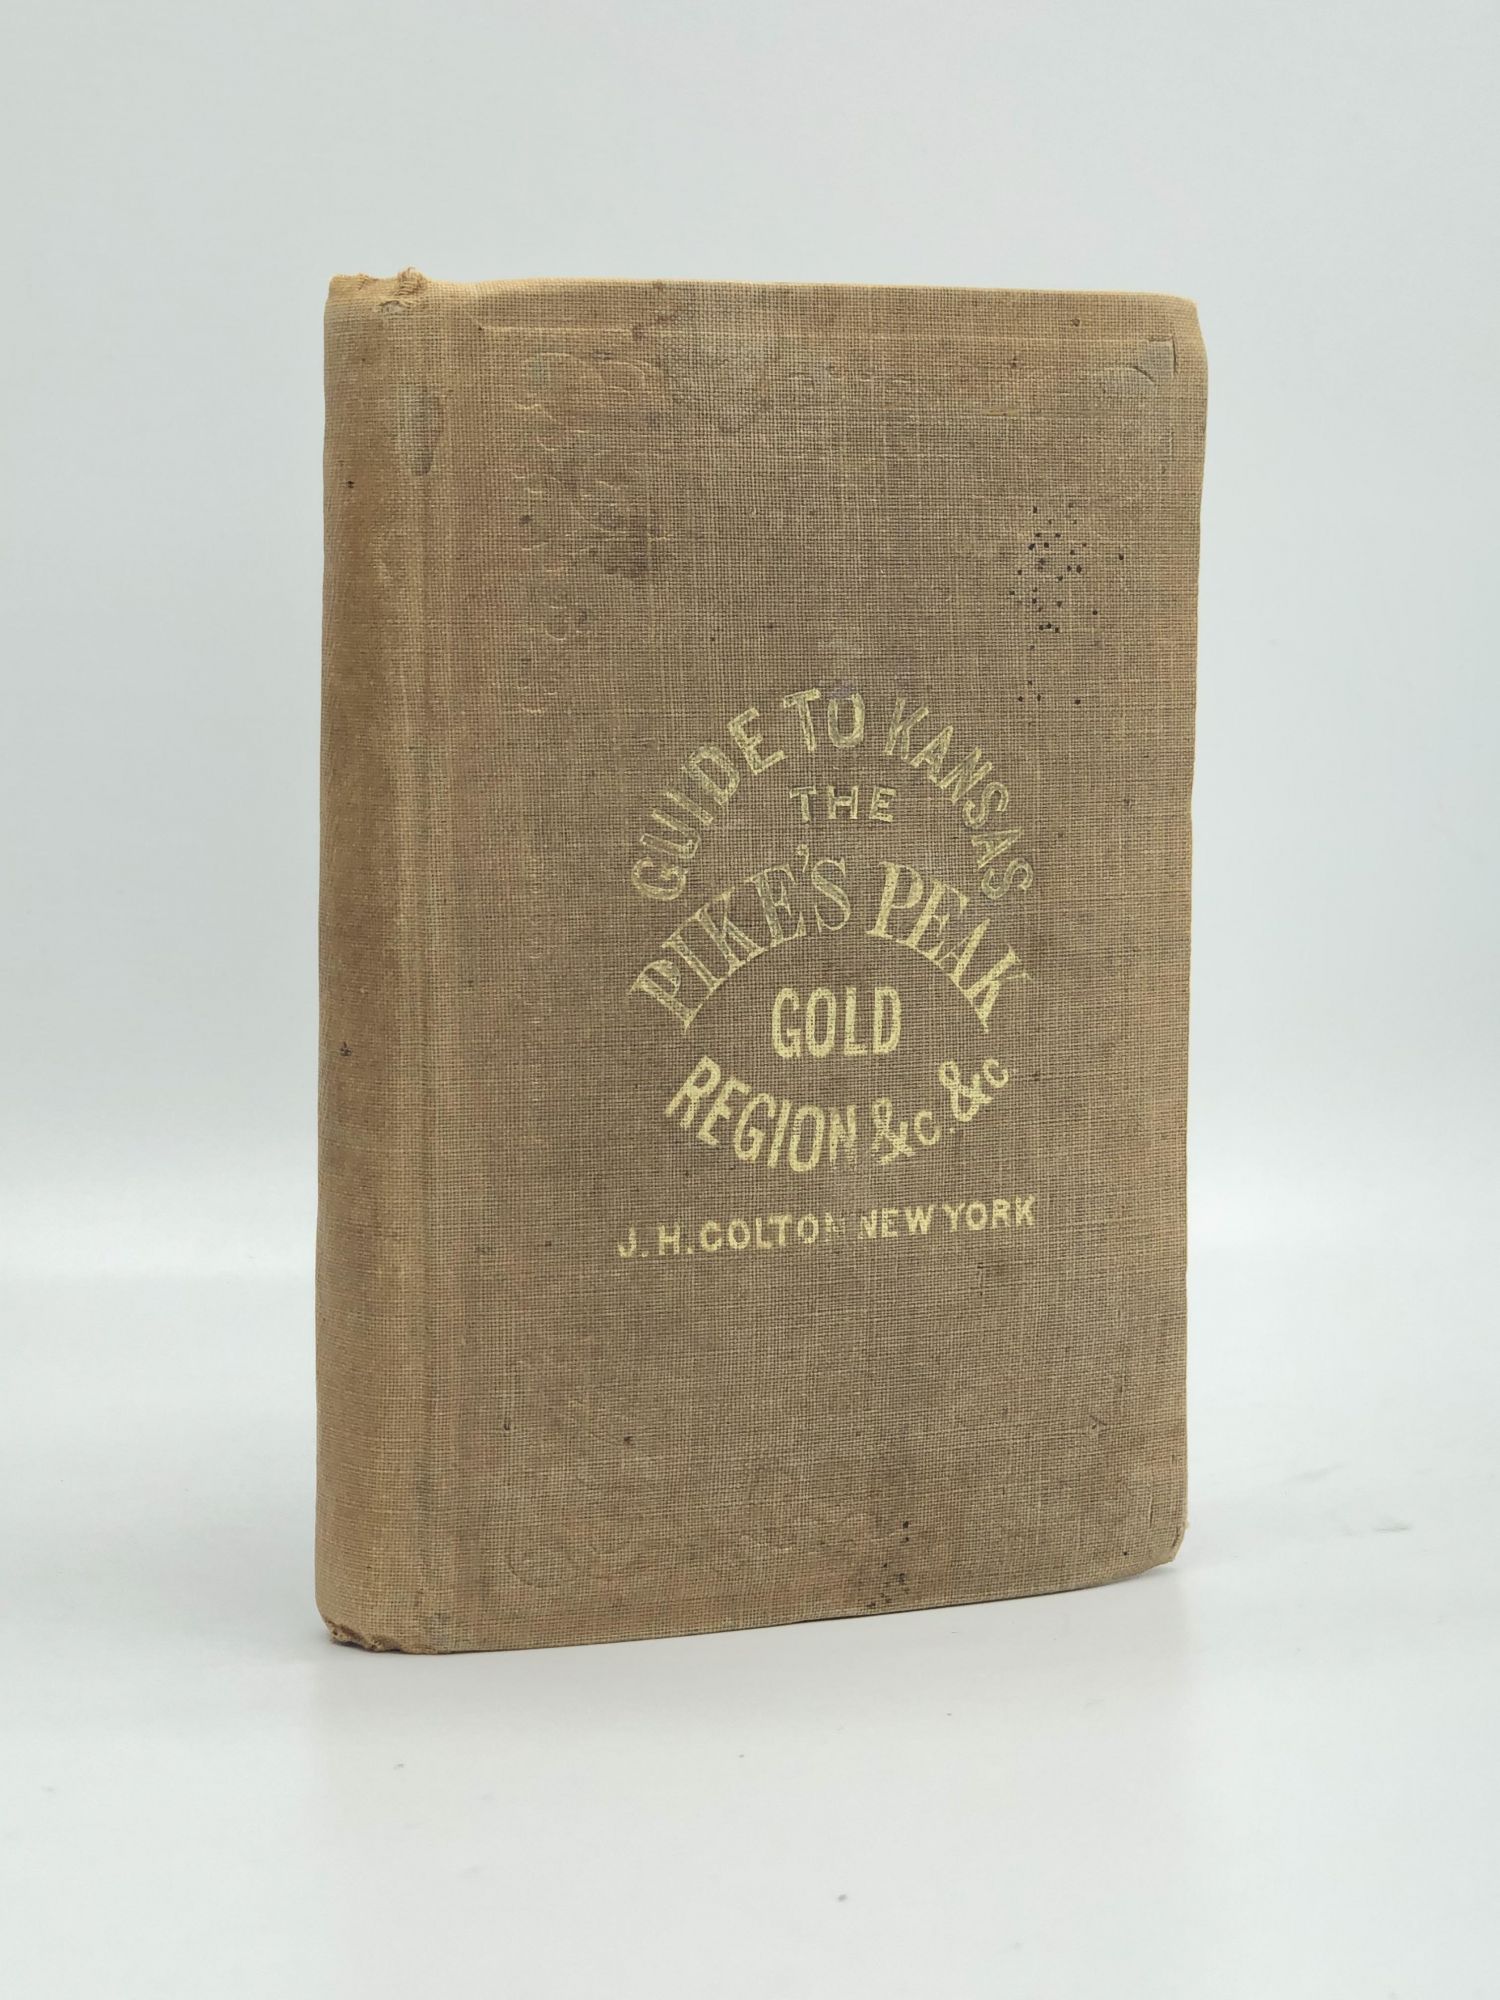 GUIDE TO KANSAS
THE
PIKE'S PEAK
GOLD
REGION &c. &c.
J. H. COLTON NEW YORK